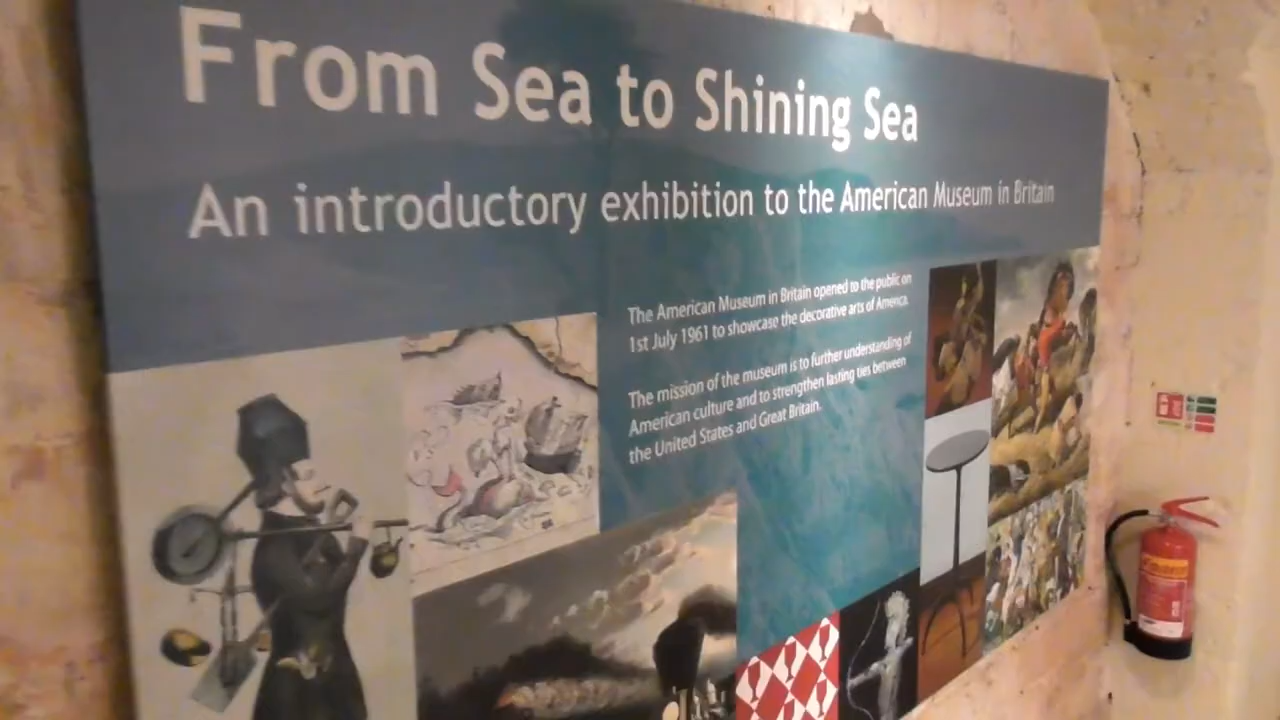 From Sea to Shining Sea
An introductory exhibition to the American Museum in Britain
The American Museum in Britain opened to the public on
1st July 1961 to showcase the decorative arts of America.
The mission of the museum is to further understanding of
American culture and to strengthen lasting ties between
the United States and Great Britain.